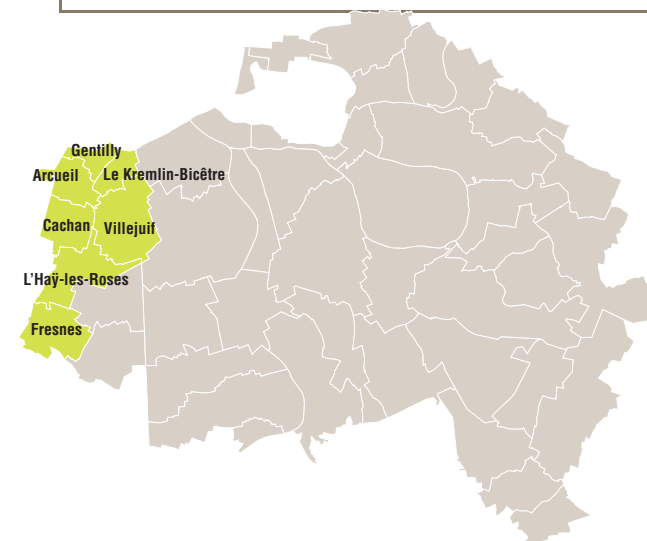 Gentilly
Arcueil
Le Kremlin-Bicêtre
Cachan
Villejuif
L'Haÿ-les-Roses
Fresnes